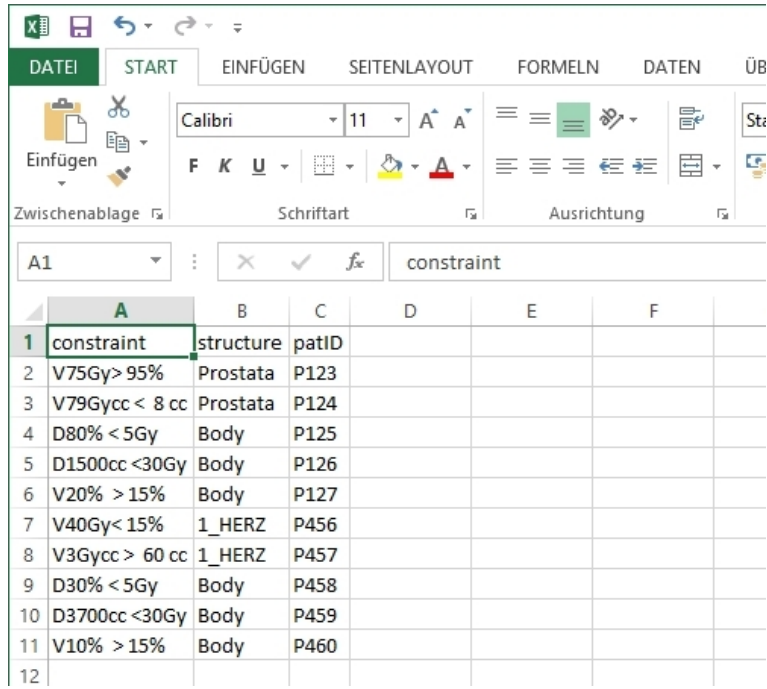 DATEI START EINFÜGEN SEITENLAYOUT FORMELN DATEN ÜB
Calibri 11 A A Sta
Einfügen F K U A
Zwischenablage Schriftart Ausrichtung
A1 fx constraint
A B C D E F
1 constraint structure patID
2 V75Gy> 95% Prostata P123
3 V79Gycc < 8 cc Prostata P124
4 D80% < 5Gy Body P125
5 D1500cc <30Gy Body P126
6 V20% > 15% Body P127
7 V40Gy< 15% 1_HERZ P456
8 V3Gycc > 60 cc 1_HERZ P457
9 D30% < 5Gy Body P458
10 D3700cc <30Gy Body P459
11 V10% > 15% Body P460
12